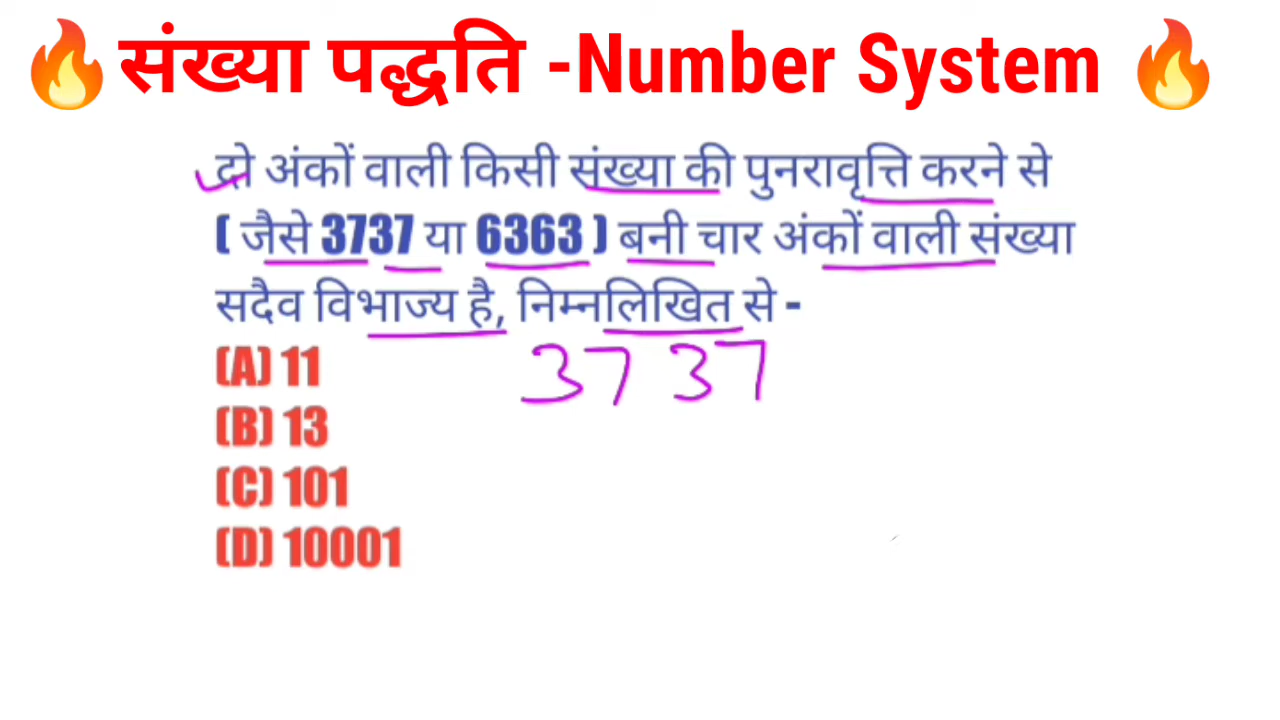 🔥संख्या पद्धति -Number System 🔥
दो अंकों वाली किसी संख्या की पुनरावृत्ति करने से
( जैसे 3737 या 6363 ) बनी चार अंकों वाली संख्या
सदैव विभाज्य है, निम्नलिखित से -
(A) 11
3737
(B) 13
(C) 101
(D) 10001